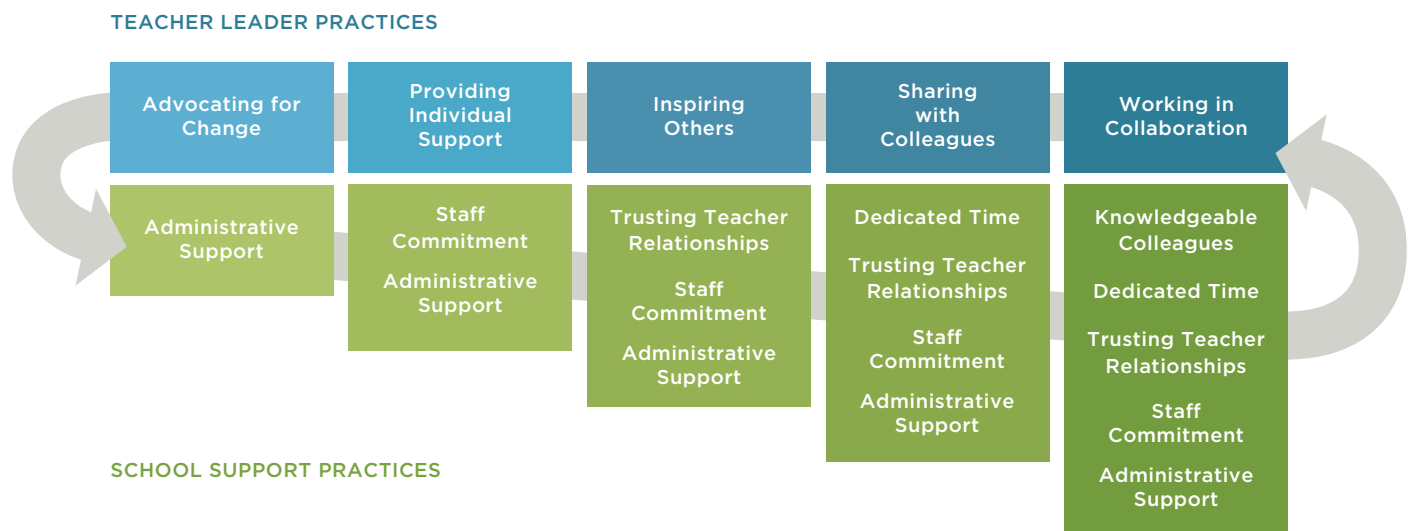 TEACHER LEADER PRACTICES
Advocating for
Change
Providing
Individual
Support
Inspiring
Others
Sharing
with
Colleagues
Working in
Collaboration
Administrative
Support
Staff
Commitment
Administrative
Support
Trusting Teacher
Relationships
Staff
Commitment
Administrative
Support
Dedicated Time
Trusting Teacher
Relationships
Staff
Commitment
Administrative
Support
Knowledgeable
Colleagues
Dedicated Time
Trusting Teacher
Relationships
Staff
Commitment
Administrative
Support
SCHOOL SUPPORT PRACTICES